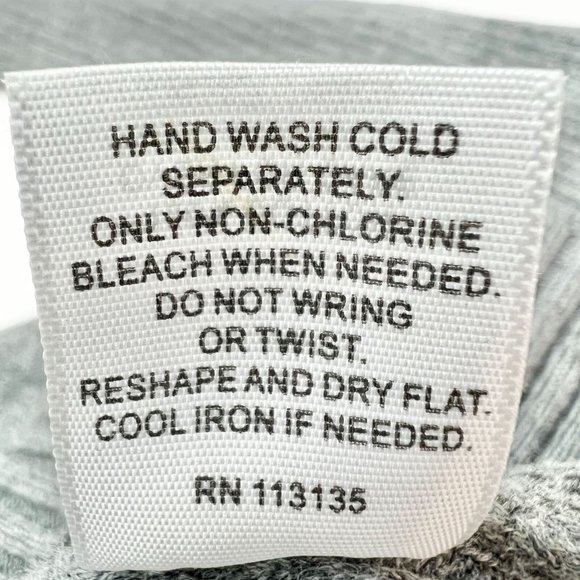 HAND WASH COLD
SEPARATELY.
ONLY NON-CHLORINE
BLEACH WHEN NEEDED.
DO NOT WRING
OR TWIST.
RESHAPE AND DRY FLAT.
COOL IRON IF NEEDED.
RN 113135